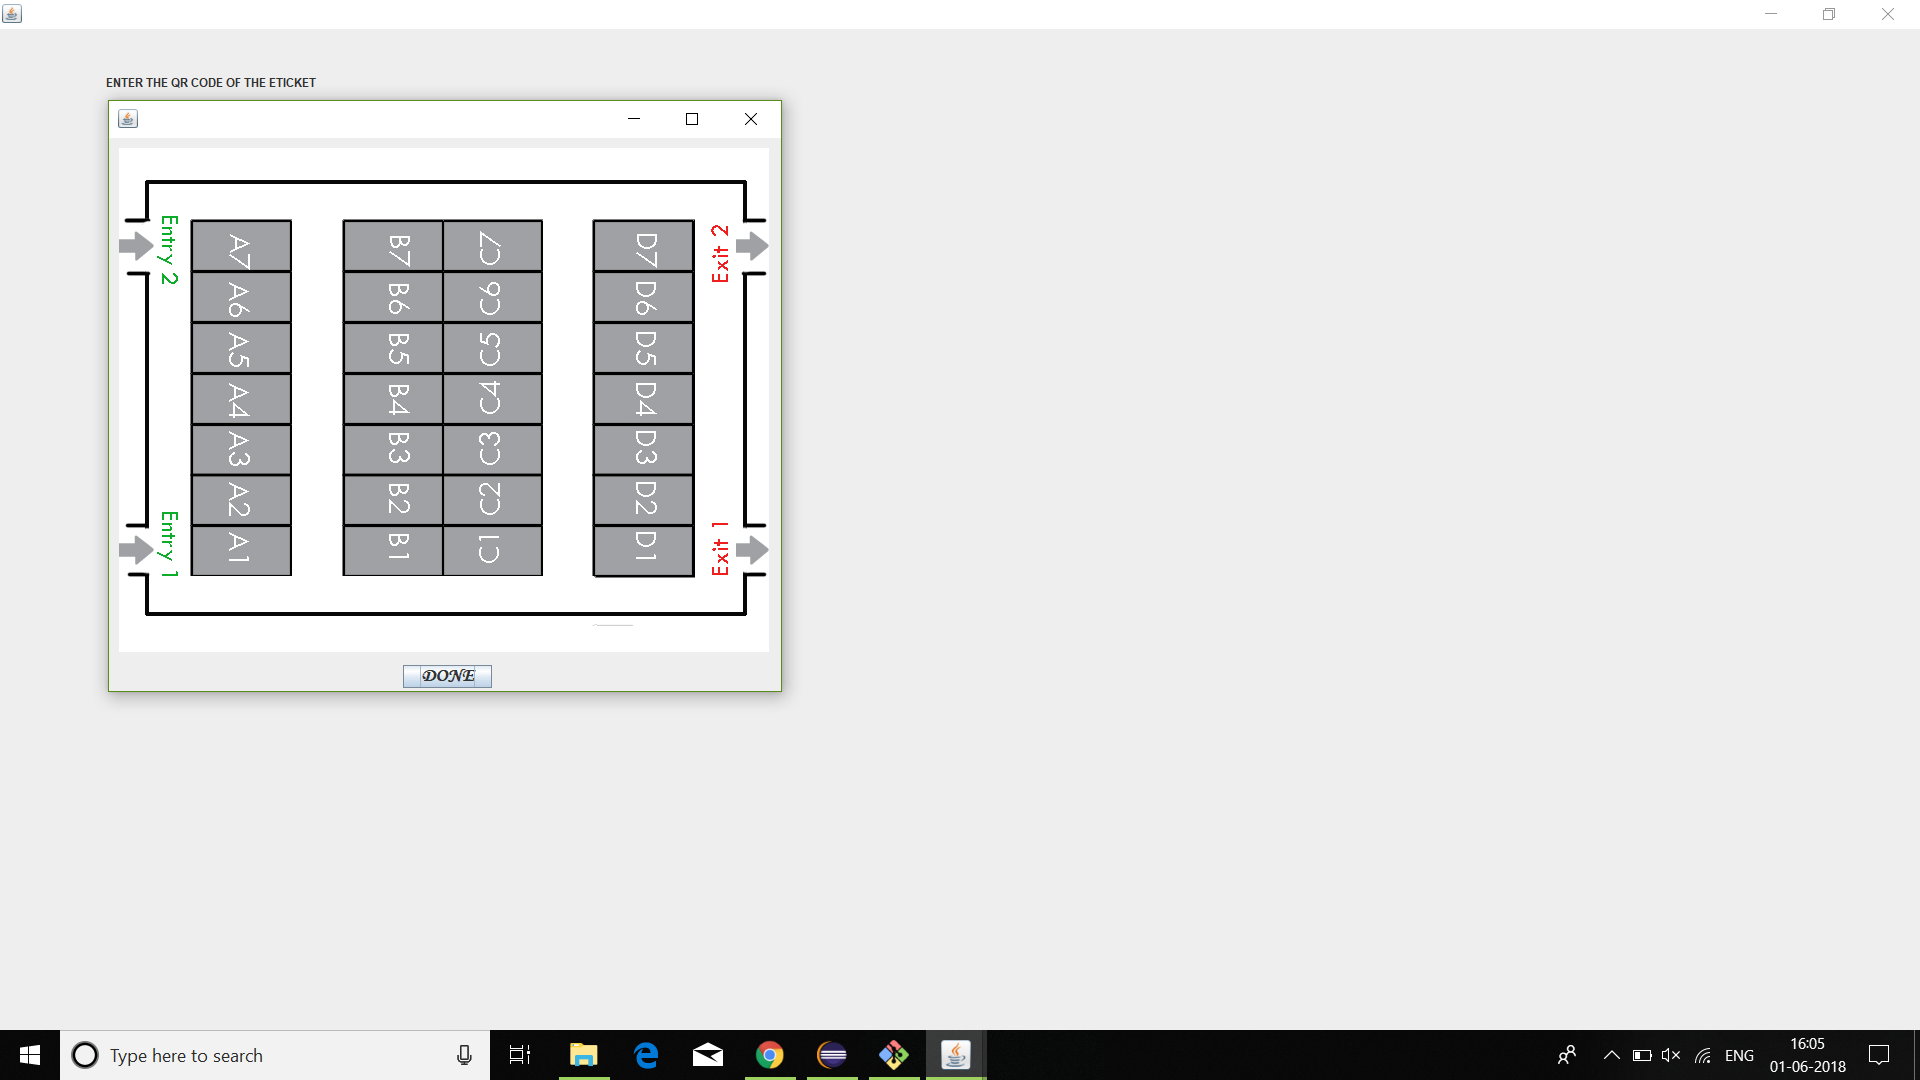 ENTER THE QR CODE OF THE ETICKET
Entry 2
A7 B7 C7 D7
Exit 2
A6 B6 C6 D6
A5 B5 C5 D5
A4 B4 C4 D4
A3 B3 C3 D3
A2 B2 C2 D2
Entry 1
A1 B1 C1 D1
Exit 1
DONE
Type here to search
ENG
16:05
01-06-2018